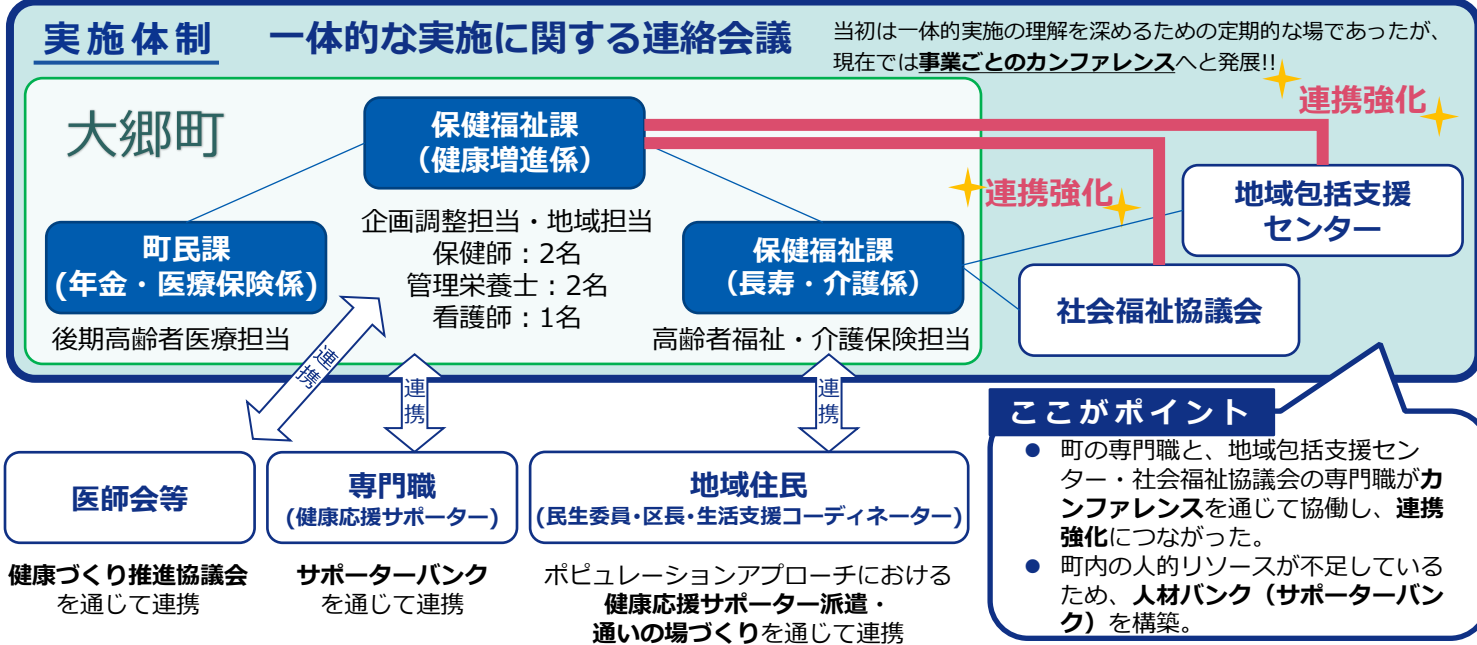 実施体制 一体的な実施に関する連絡会議
当初は一体的実施の理解を深めるための定期的な場であったが、
現在では事業ごとのカンファレンスへと発展!!
連携強化
大郷町
保健福祉課
（健康増進係）
連携強化
地域包括支援
センター
企画調整担当・地域担当
保健師：2名
管理栄養士：2名
看護師：1名
町民課
(年金・医療保険係)
後期高齢者医療担当
保健福祉課
（長寿・介護係）
高齢者福祉・介護保険担当
社会福祉協議会
連携
連携
連携
医師会等
健康づくり推進協議会
を通じて連携
専門職
(健康応援サポーター)
サポーターバンク
を通じて連携
地域住民
(民生委員・区長・生活支援コーディネーター)
ポピュレーションアプローチにおける
健康応援サポーター派遣・
通いの場づくりを通じて連携
ここがポイント
● 町の専門職と、地域包括支援セン
ター・社会福祉協議会の専門職がカ
ンファレンスを通じて協働し、連携
強化につながった。
● 町内の人的リソースが不足している
ため、人材バンク（サポーターバン
ク）を構築。